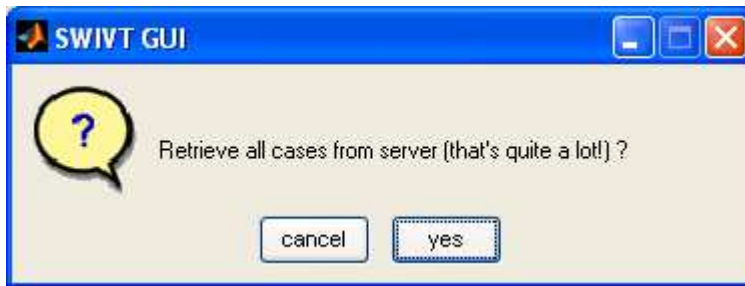 SWIVT GUI
?
Retrieve all cases from server (that's quite a lot!) ?
cancel yes